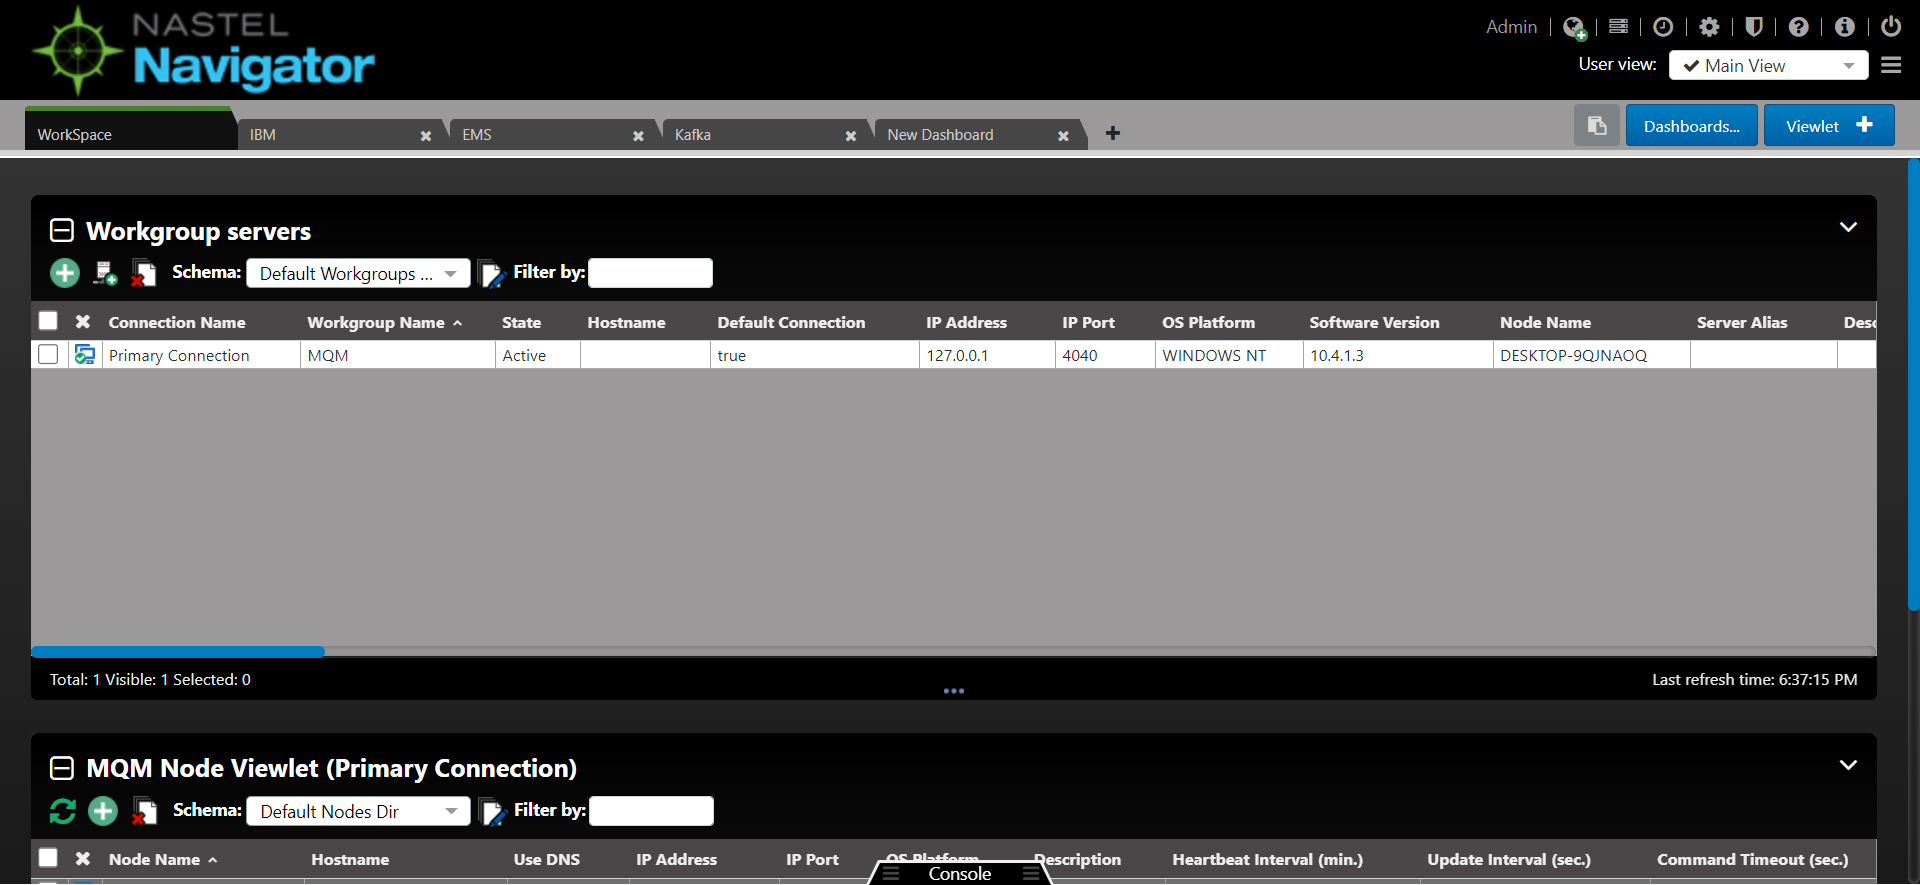 NASTEL
Navigator
Admin
User view: Main View
WorkSpace IBM EMS Kafka New Dashboard Dashboards... Viewlet
Workgroup servers
Schema: Default Workgroups ... Filter by:
Connection Name Workgroup Name State Hostname Default Connection IP Address IP Port OS Platform Software Version Node Name Server Alias Desc
Primary Connection MQM Active true 127.0.0.1 4040 WINDOWS NT 10.4.1.3 DESKTOP-9QJNAOQ
Total: 1 Visible: 1 Selected: 0 Last refresh time: 6:37:15 PM
MQM Node Viewlet (Primary Connection)
Schema: Default Nodes Dir Filter by:
Node Name Hostname Use DNS IP Address IP Port OS Platform Description Heartbeat Interval (min.) Update Interval (sec.) Command Timeout (sec.)
Console